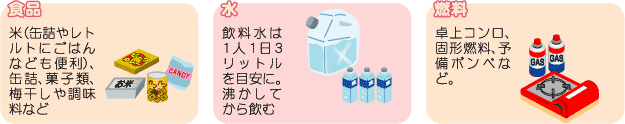 食品
米(缶詰やレト
ルトにごはん
なども便利)、
缶詰、菓子類、
梅干しや調味
料など
お米
CANDY
水
飲料水は
1人1日3
リットル
を目安に。
沸かして
から飲む
燃料
卓上コンロ、
固形燃料、予
備ボンベな
ど。
GAS
GAS